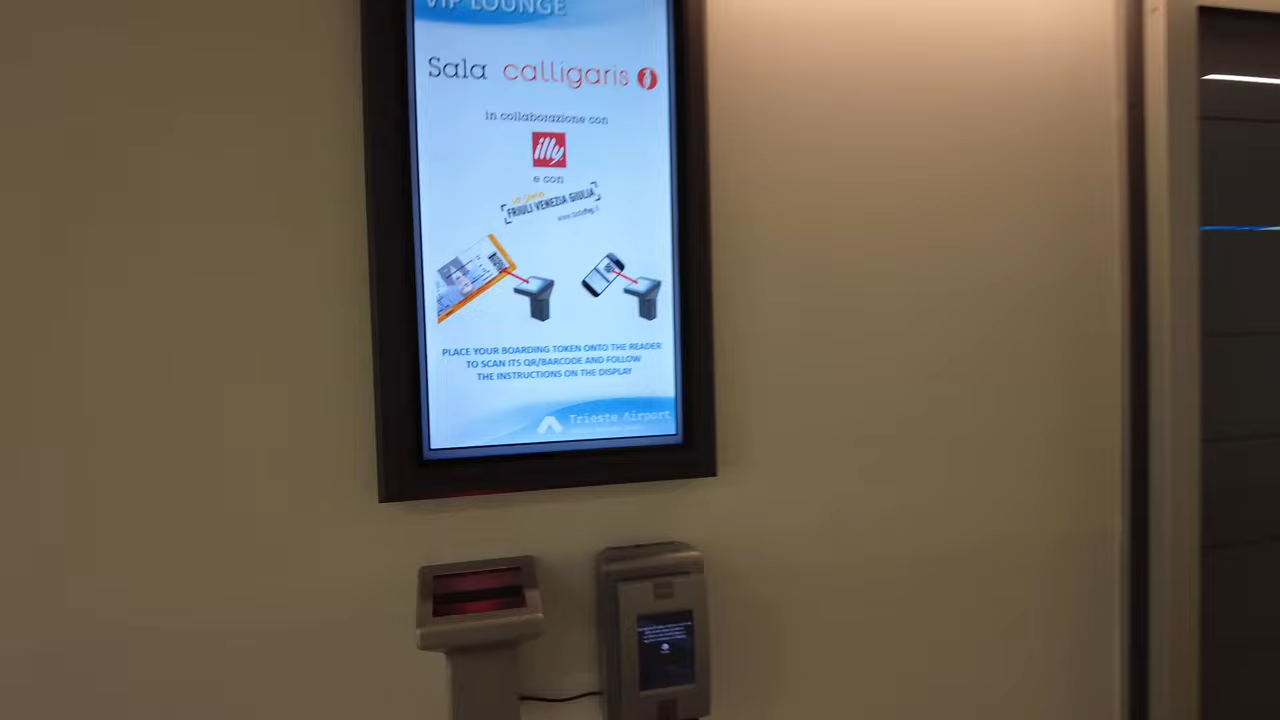 VIP LOUNGE
Sala calligaris
in collaborazione con
illy
e con
FRIULI VENEZIA GIULIA
PLACE YOUR BOARDING TOKEN ONTO THE READER
TO SCAN ITS QR/BARCODE AND FOLLOW
THE INSTRUCTIONS ON THE DISPLAY
Trieste Airport